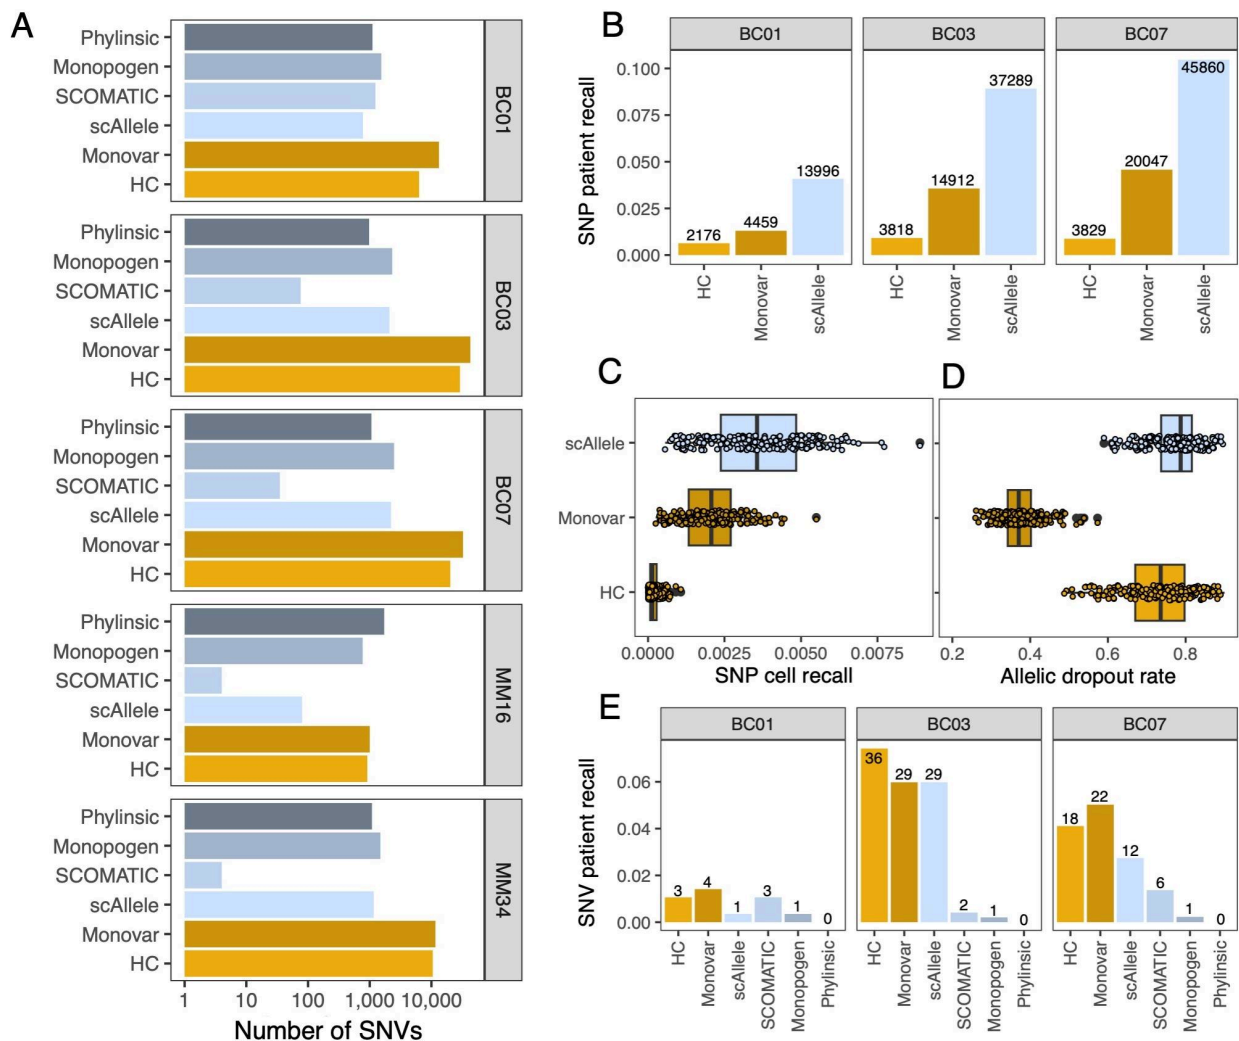 A
Phylinsic
Monopogen
SCOMATIC
scAllele
Monovar
HC
BC01
Phylinsic
Monopogen
SCOMATIC
scAllele
Monovar
HC
BC03
Phylinsic
Monopogen
SCOMATIC
scAllele
Monovar
HC
BC07
Phylinsic
Monopogen
SCOMATIC
scAllele
Monovar
HC
MM16
Phylinsic
Monopogen
SCOMATIC
scAllele
Monovar
HC
MM34
1 10 100 1,000 10,000
Number of SNVs
B
BC01 BC03 BC07
SNP patient recall
0.100
0.075
0.050
0.025
0.000
2176 4459 13996
3818 14912 37289
3829 20047 45860
HC Monovar scAllele
HC Monovar scAllele
HC Monovar scAllele
C
scAllele
Monovar
HC
0.0000 0.0025 0.0050 0.0075
SNP cell recall
D
0.2 0.4 0.6 0.8
Allelic dropout rate
E
BC01 BC03 BC07
SNV patient recall
0.06
0.04
0.02
0.00
3 4 1 3 1 0
36 29 29 2 1 0
18 22 12 6 1 0
HC Monovar scAllele SCOMATIC Monopogen Phylinsic
HC Monovar scAllele SCOMATIC Monopogen Phylinsic
HC Monovar scAllele SCOMATIC Monopogen Phylinsic